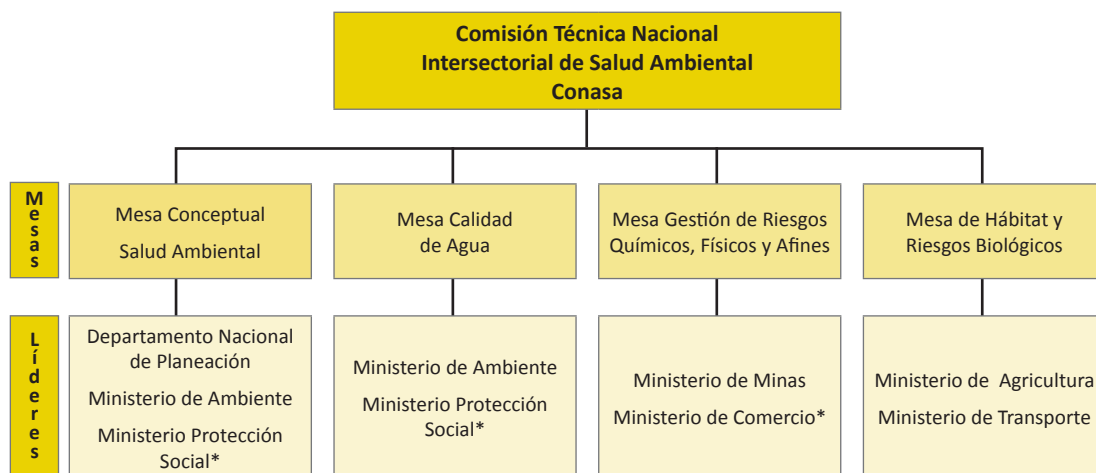 Comisión Técnica Nacional
Intersectorial de Salud Ambiental
Conasa
Mesas
Mesa Conceptual
Salud Ambiental
Mesa Calidad
de Agua
Mesa Gestión de Riesgos
Químicos, Físicos y Afines
Mesa de Hábitat y
Riesgos Biológicos
Líderes
Departamento Nacional
de Planeación
Ministerio de Ambiente
Ministerio Protección
Social*
Ministerio de Ambiente
Ministerio Protección
Social*
Ministerio de Minas
Ministerio de Comercio*
Ministerio de Agricultura
Ministerio de Transporte